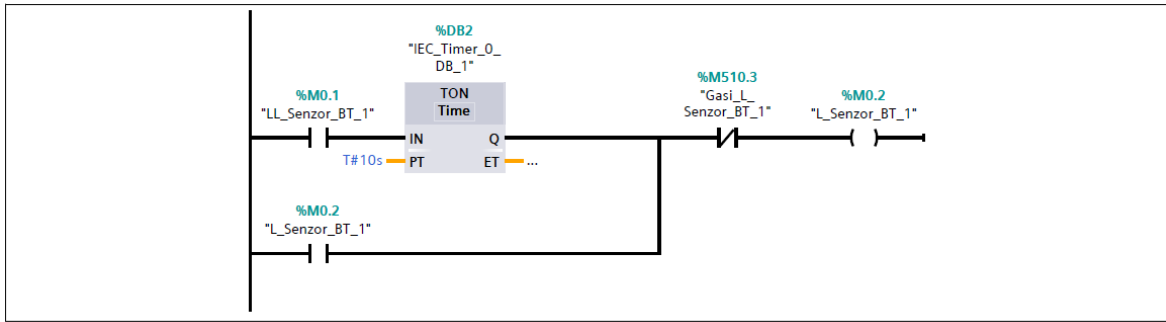 %DB2
"IEC_Timer_0_
DB_1"
TON
Time
%M0.1
"LL_Senzor_BT_1"
IN
Q
T#10s
PT
ET
...
%M510.3
"Gasi_L_
Senzor_BT_1"
%M0.2
"L_Senzor_BT_1"
%M0.2
"L_Senzor_BT_1"